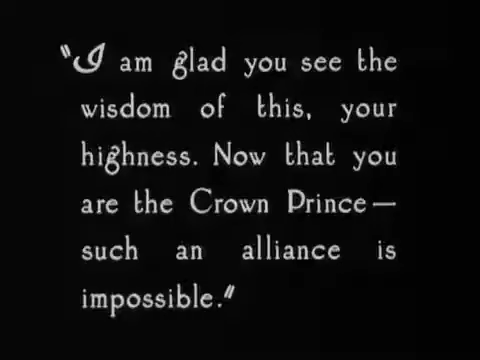 "I am glad you see the
wisdom of this, your
highness. Now that you
are the Crown Prince—
such an alliance is
impossible."